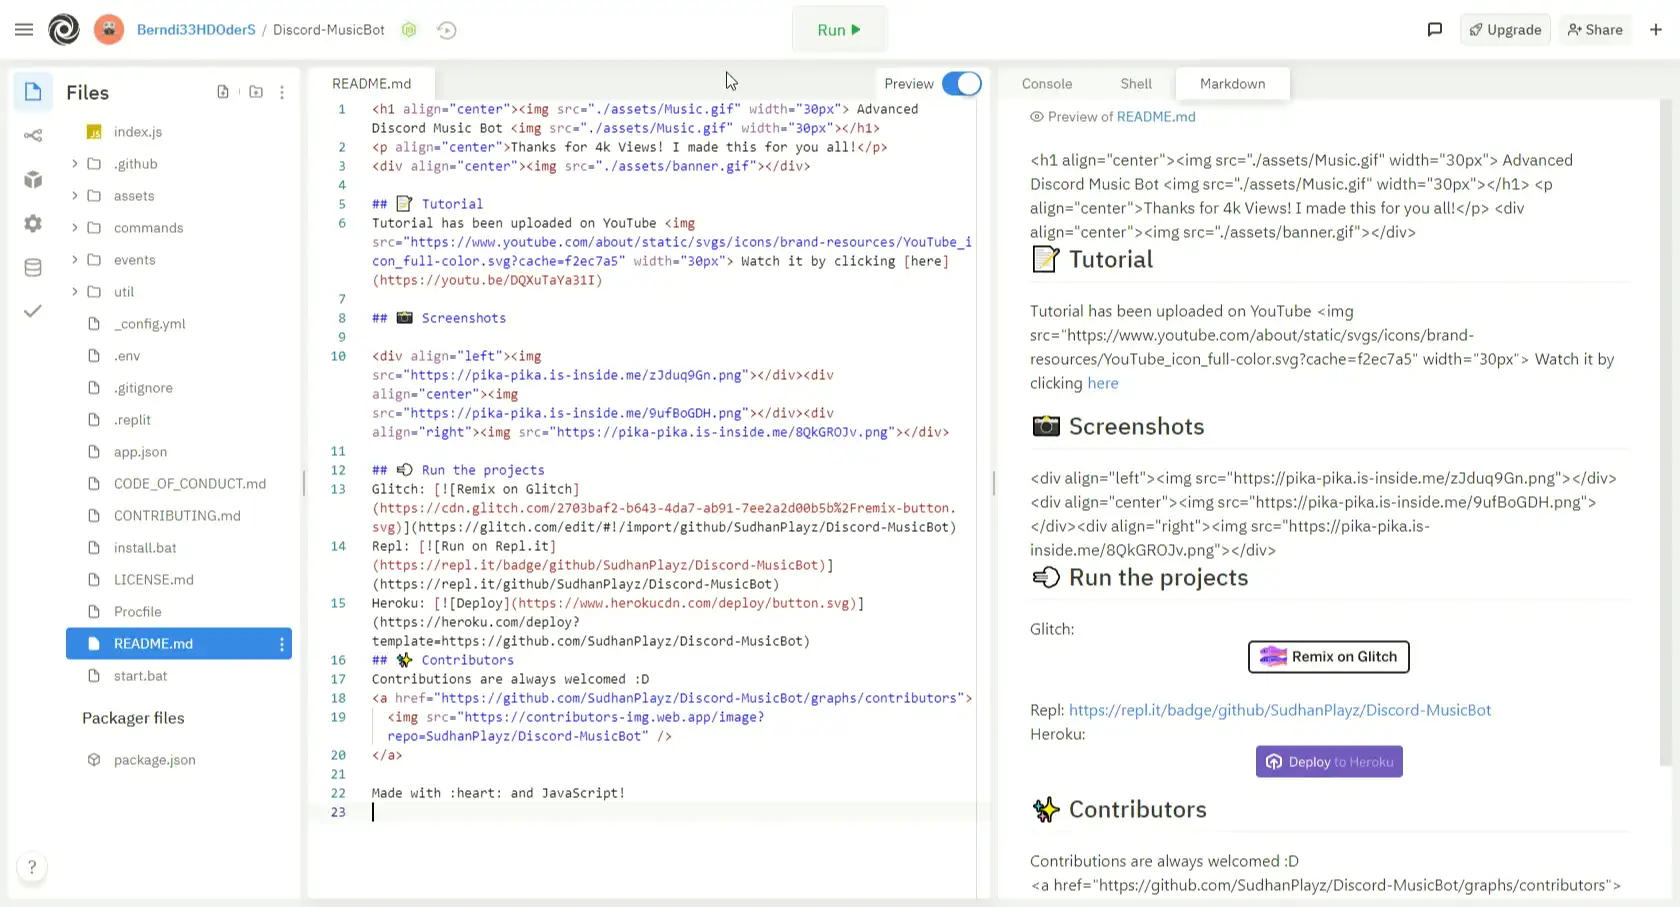 Berndi33HDOderS / Discord-MusicBot
Run
Upgrade
Share
Files
index.js
.github
assets
commands
events
util
_config.yml
.env
.gitignore
.replit
app.json
CODE_OF_CONDUCT.md
CONTRIBUTING.md
install.bat
LICENSE.md
Procfile
README.md
start.bat
Packager files
package.json
?
README.md
Preview
1 <h1 align="center"><img src="./assets/Music.gif" width="30px"> Advanced
Discord Music Bot <img src="./assets/Music.gif" width="30px"></h1>
2 <p align="center">Thanks for 4k Views! I made this for you all!</p>
3 <div align="center"><img src="./assets/banner.gif"></div>
4
5 ## 📝 Tutorial
6 Tutorial has been uploaded on YouTube <img
src="https://www.youtube.com/about/static/svgs/icons/brand-resources/YouTube_i
con_full-color.svg?cache=f2ec7a5" width="30px"> Watch it by clicking [here]
(https://youtu.be/DQXuTaYa31I)
7
8 ## 📸 Screenshots
9
10 <div align="left"><img
src="https://pika-pika.is-inside.me/zJduq9Gn.png"></div><div
align="center"><img
src="https://pika-pika.is-inside.me/9ufBoGDH.png"></div><div
align="right"><img src="https://pika-pika.is-inside.me/8QkGROJv.png"></div>
11
12 ## 💨 Run the projects
13 Glitch: [![Remix on Glitch]
(https://cdn.glitch.com/2703baf2-b643-4da7-ab91-7ee2a2d00b5b%2Fremix-button.
svg)](https://glitch.com/edit/#!/import/github/SudhanPlayz/Discord-MusicBot)
14 Repl: [![Run on Repl.it]
(https://repl.it/badge/github/SudhanPlayz/Discord-MusicBot)]
(https://repl.it/github/SudhanPlayz/Discord-MusicBot)
15 Heroku: [![Deploy](https://www.herokucdn.com/deploy/button.svg)]
(https://heroku.com/deploy?
template=https://github.com/SudhanPlayz/Discord-MusicBot)
16 ## ✨ Contributors
17 Contributions are always welcomed :D
18 <a href="https://github.com/SudhanPlayz/Discord-MusicBot/graphs/contributors">
19 <img src="https://contributors-img.web.app/image?
repo=SudhanPlayz/Discord-MusicBot" />
20 </a>
21
22 Made with :heart: and JavaScript!
23
Console
Shell
Markdown
Preview of README.md
<h1 align="center"><img src="./assets/Music.gif" width="30px"> Advanced
Discord Music Bot <img src="./assets/Music.gif" width="30px"></h1> <p
align="center">Thanks for 4k Views! I made this for you all!</p> <div
align="center"><img src="./assets/banner.gif"></div>
📝 Tutorial
Tutorial has been uploaded on YouTube <img
src="https://www.youtube.com/about/static/svgs/icons/brand-
resources/YouTube_icon_full-color.svg?cache=f2ec7a5" width="30px"> Watch it by
clicking here
📸 Screenshots
<div align="left"><img src="https://pika-pika.is-inside.me/zJduq9Gn.png"></div>
<div align="center"><img src="https://pika-pika.is-inside.me/9ufBoGDH.png">
</div><div align="right"><img src="https://pika-pika.is-
inside.me/8QkGROJv.png"></div>
💨 Run the projects
Glitch:
Remix on Glitch
Repl: https://repl.it/badge/github/SudhanPlayz/Discord-MusicBot
Heroku:
Deploy to Heroku
✨ Contributors
Contributions are always welcomed :D
<a href="https://github.com/SudhanPlayz/Discord-MusicBot/graphs/contributors">